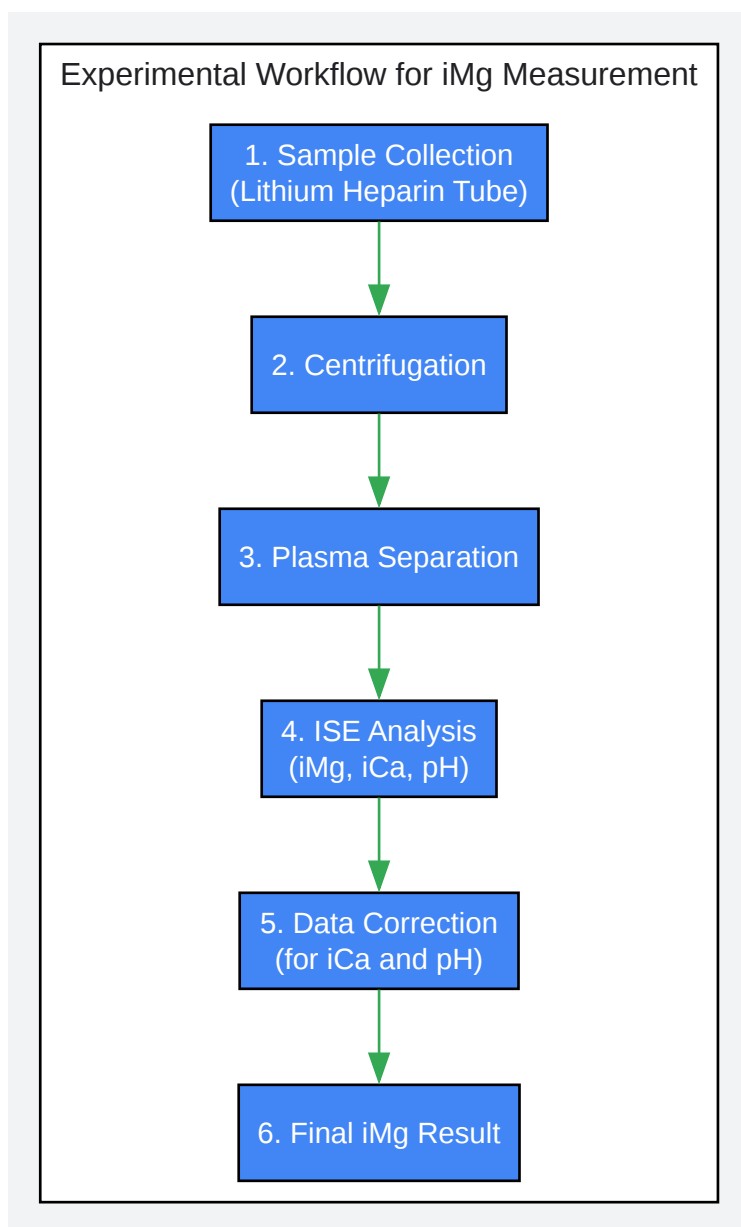 Experimental Workflow for iMg Measurement
1. Sample Collection
(Lithium Heparin Tube)
2. Centrifugation
3. Plasma Separation
4. ISE Analysis
(iMg, iCa, pH)
5. Data Correction
(for iCa and pH)
6. Final iMg Result